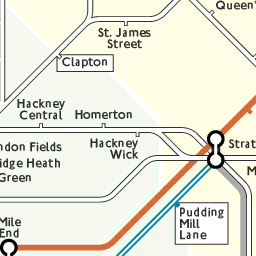 Queen'
St. James
Street
Clapton
Hackney
Central
Homerton
Hackney
Wick
Strat
ndon Fields
idge Heath
Green
M
Pudding
Mill
Lane
Mile
End